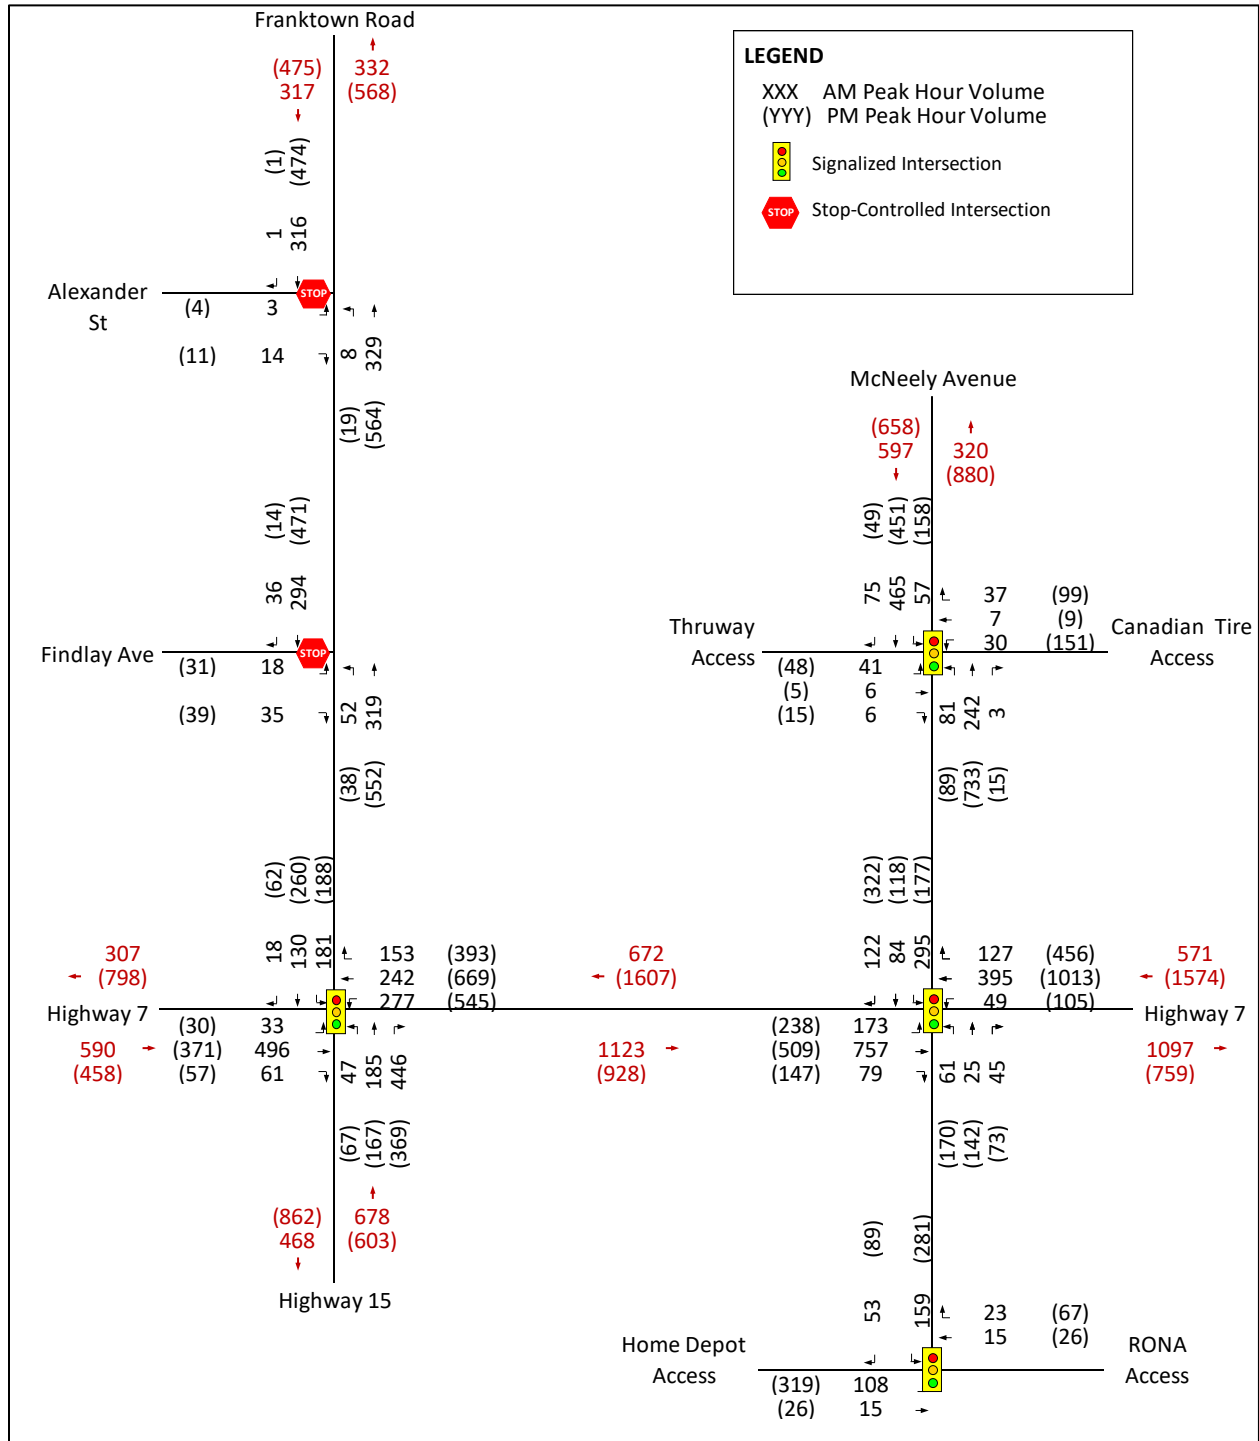 Franktown Road
(475) 332
317 (568)
LEGEND
XXX AM Peak Hour Volume
(YYY) PM Peak Hour Volume
Signalized Intersection
STOP Stop-Controlled Intersection
(1) (474)
1 316
Alexander
St
STOP
(4) 3
(11) 14
8 329
(19) (564)
McNeely Avenue
(658) 320
597 (880)
(14) (471)
36 294
Findlay Ave
STOP
(31) 18
(39) 35
52 319
(38) (552)
(49) (451) (158)
75 465 57
37 (99)
7 (9)
30 (151)
Thruway
Access
Canadian Tire
Access
(48) 41
(5) 6
(15) 6
81 242 3
(89) (733) (15)
(62) (260) (188)
18 130 181
307
(798)
153 (393)
242 (669)
277 (545)
672
(1607)
Highway 7
(30) 33
(371) 496
(57) 61
590
(458)
47 185 446
(67) (167) (369)
1123
(928)
(862) 678
468 (603)
Highway 15
(322) (118) (177)
122 84 295
127 (456)
395 (1013)
49 (105)
571
(1574)
Highway 7
(238) 173
(509) 757
(147) 79
61 25 45
1097
(759)
(170) (142) (73)
(89) (281)
53 159
23 (67)
15 (26)
Home Depot
Access
RONA
Access
(319) 108
(26) 15